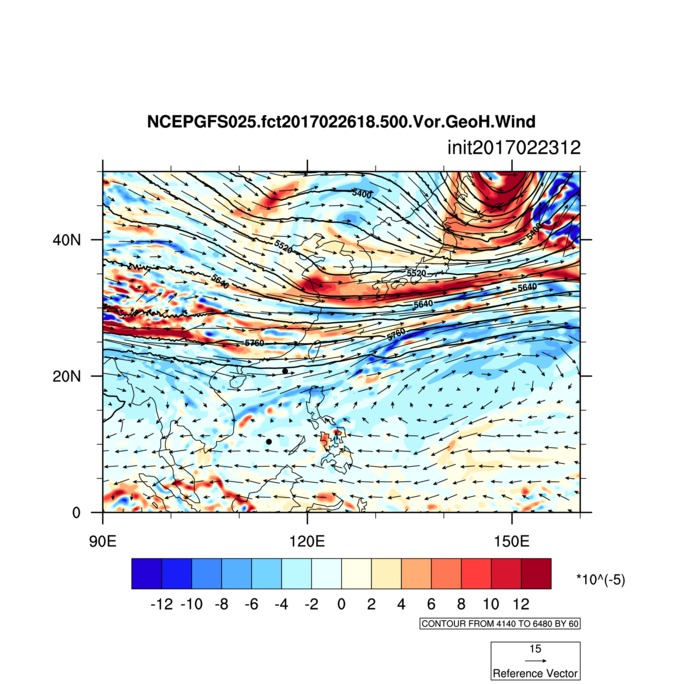 NCEPGFS025.fct2017022618.500.Vor.GeoH.Wind
init2017022312
5400
5520
5520
5640
5640
5640
5760
5760
40N
20N
0
90E 120E 150E
-12 -10 -8 -6 -4 -2 0 2 4 6 8 10 12
*10^(-5)
CONTOUR FROM 4140 TO 6480 BY 60
15
Reference Vector